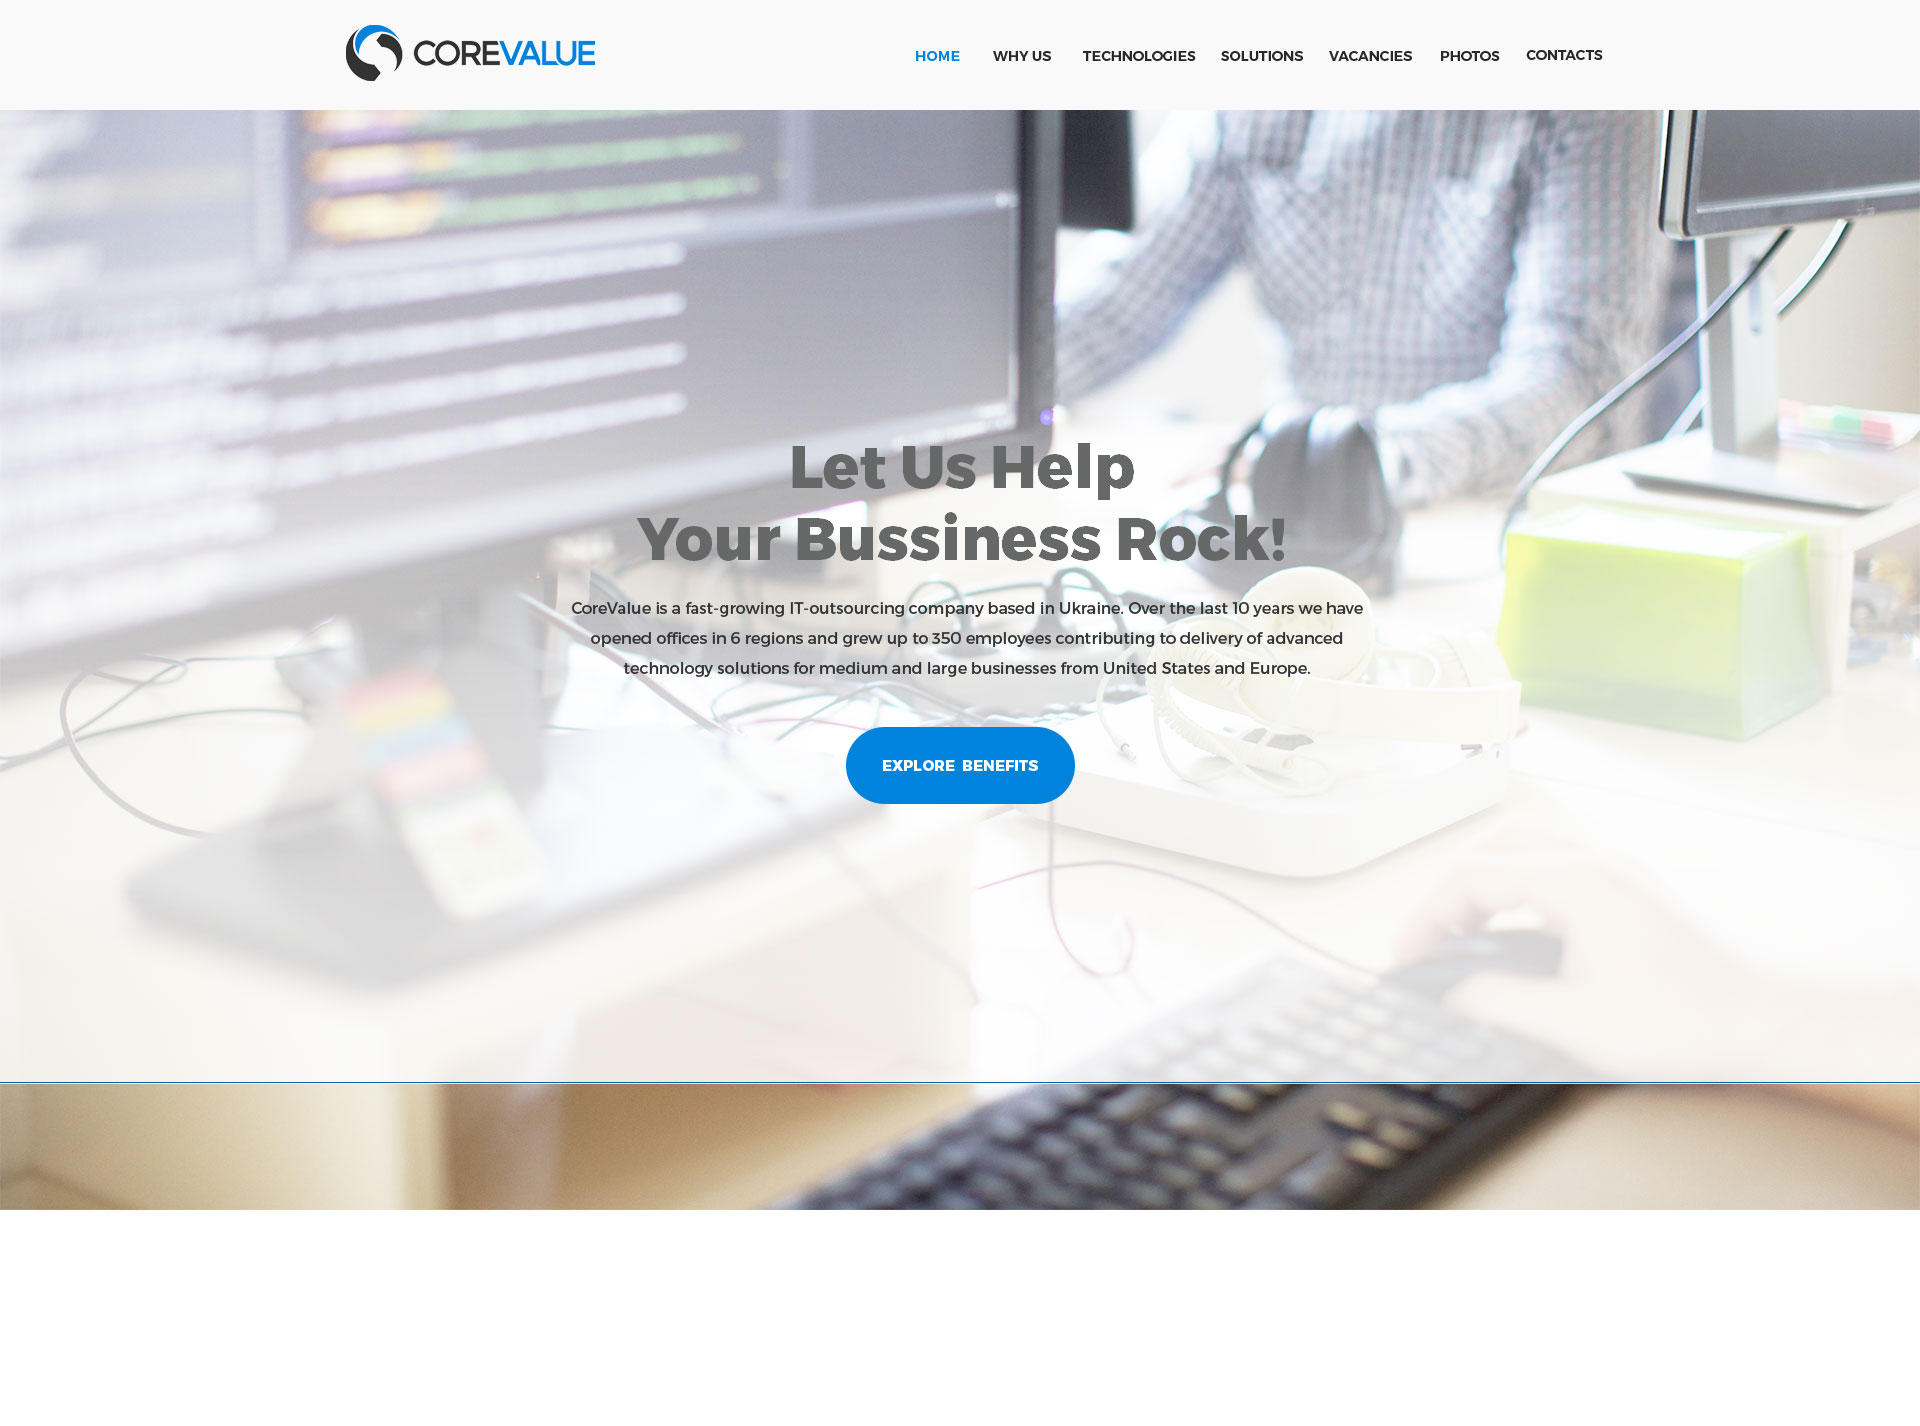 COREVALUE
HOME WHY US TECHNOLOGIES SOLUTIONS VACANCIES PHOTOS CONTACTS
Let Us Help
Your Bussiness Rock!
CoreValue is a fast-growing IT-outsourcing company based in Ukraine. Over the last 10 years we have
opened offices in 6 regions and grew up to 350 employees contributing to delivery of advanced
technology solutions for medium and large businesses from United States and Europe.
EXPLORE BENEFITS